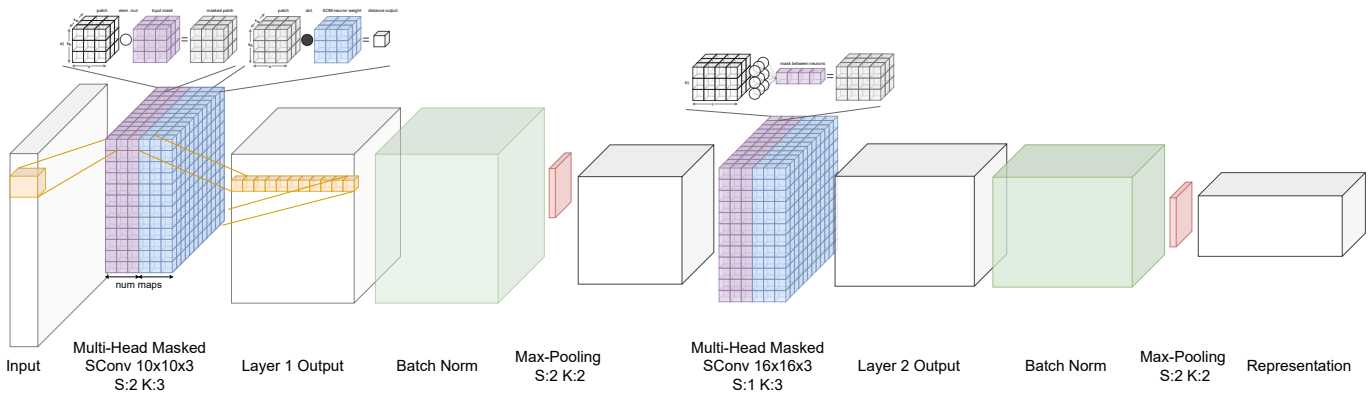 patch
elem. mul
input mask
masked patch
patch
dot.
SOM neuron weight
distance output
=
=
a)
mask between neurons
b)
=
num maps
Input
Multi-Head Masked
SConv 10x10x3
S:2 K:3
Layer 1 Output
Batch Norm
Max-Pooling
S:2 K:2
Multi-Head Masked
SConv 16x16x3
S:1 K:3
Layer 2 Output
Batch Norm
Max-Pooling
S:2 K:2
Representation